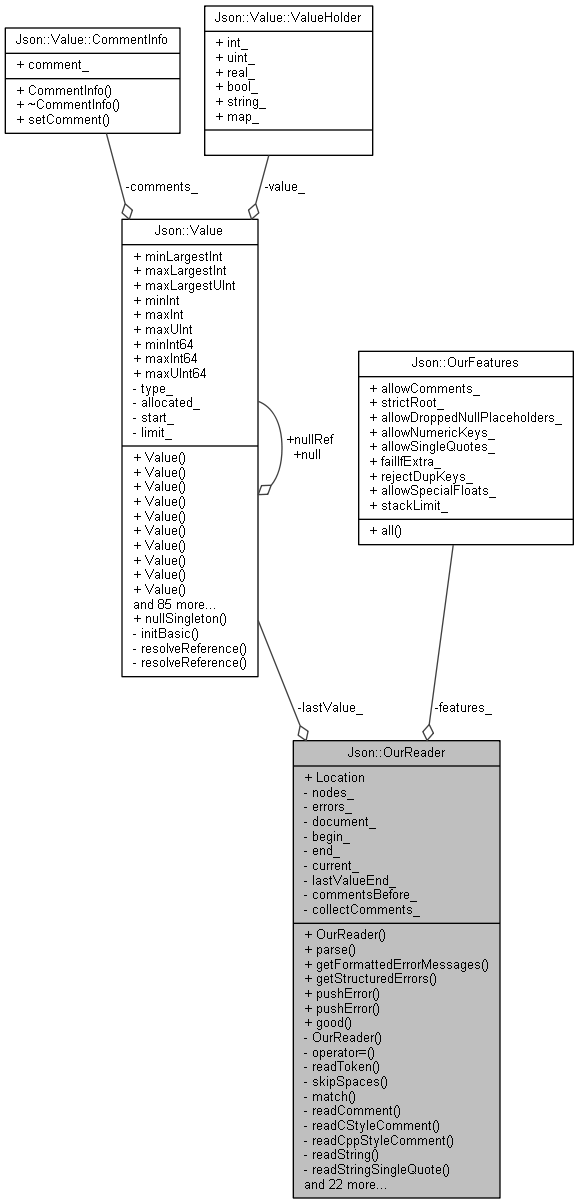 Json::Value::CommentInfo
+ comment_
+ CommentInfo()
+ ~CommentInfo()
+ setComment()
Json::Value::ValueHolder
+ int_
+ uint_
+ real_
+ bool_
+ string_
+ map_
-comments_
-value_
Json::Value
+ minLargestInt
+ maxLargestInt
+ maxLargestUInt
+ minInt
+ maxInt
+ maxUInt
+ minInt64
+ maxInt64
+ maxUInt64
- type_
- allocated_
- start_
- limit_
+ Value()
+ Value()
+ Value()
+ Value()
+ Value()
+ Value()
+ Value()
+ Value()
+ Value()
+ Value()
and 85 more...
+ nullSingleton()
- initBasic()
- resolveReference()
- resolveReference()
+nullRef
+null
Json::OurFeatures
+ allowComments_
+ strictRoot_
+ allowDroppedNullPlaceholders_
+ allowNumericKeys_
+ allowSingleQuotes_
+ failIfExtra_
+ rejectDupKeys_
+ allowSpecialFloats_
+ stackLimit_
+ all()
-lastValue_
-features_
Json::OurReader
+ Location
- nodes_
- errors_
- document_
- begin_
- end_
- current_
- lastValueEnd_
- commentsBefore_
- collectComments_
+ OurReader()
+ parse()
+ getFormattedErrorMessages()
+ getStructuredErrors()
+ pushError()
+ pushError()
+ good()
- OurReader()
- operator=()
- readToken()
- skipSpaces()
- match()
- readComment()
- readCStyleComment()
- readCppStyleComment()
- readString()
- readStringSingleQuote()
and 22 more...